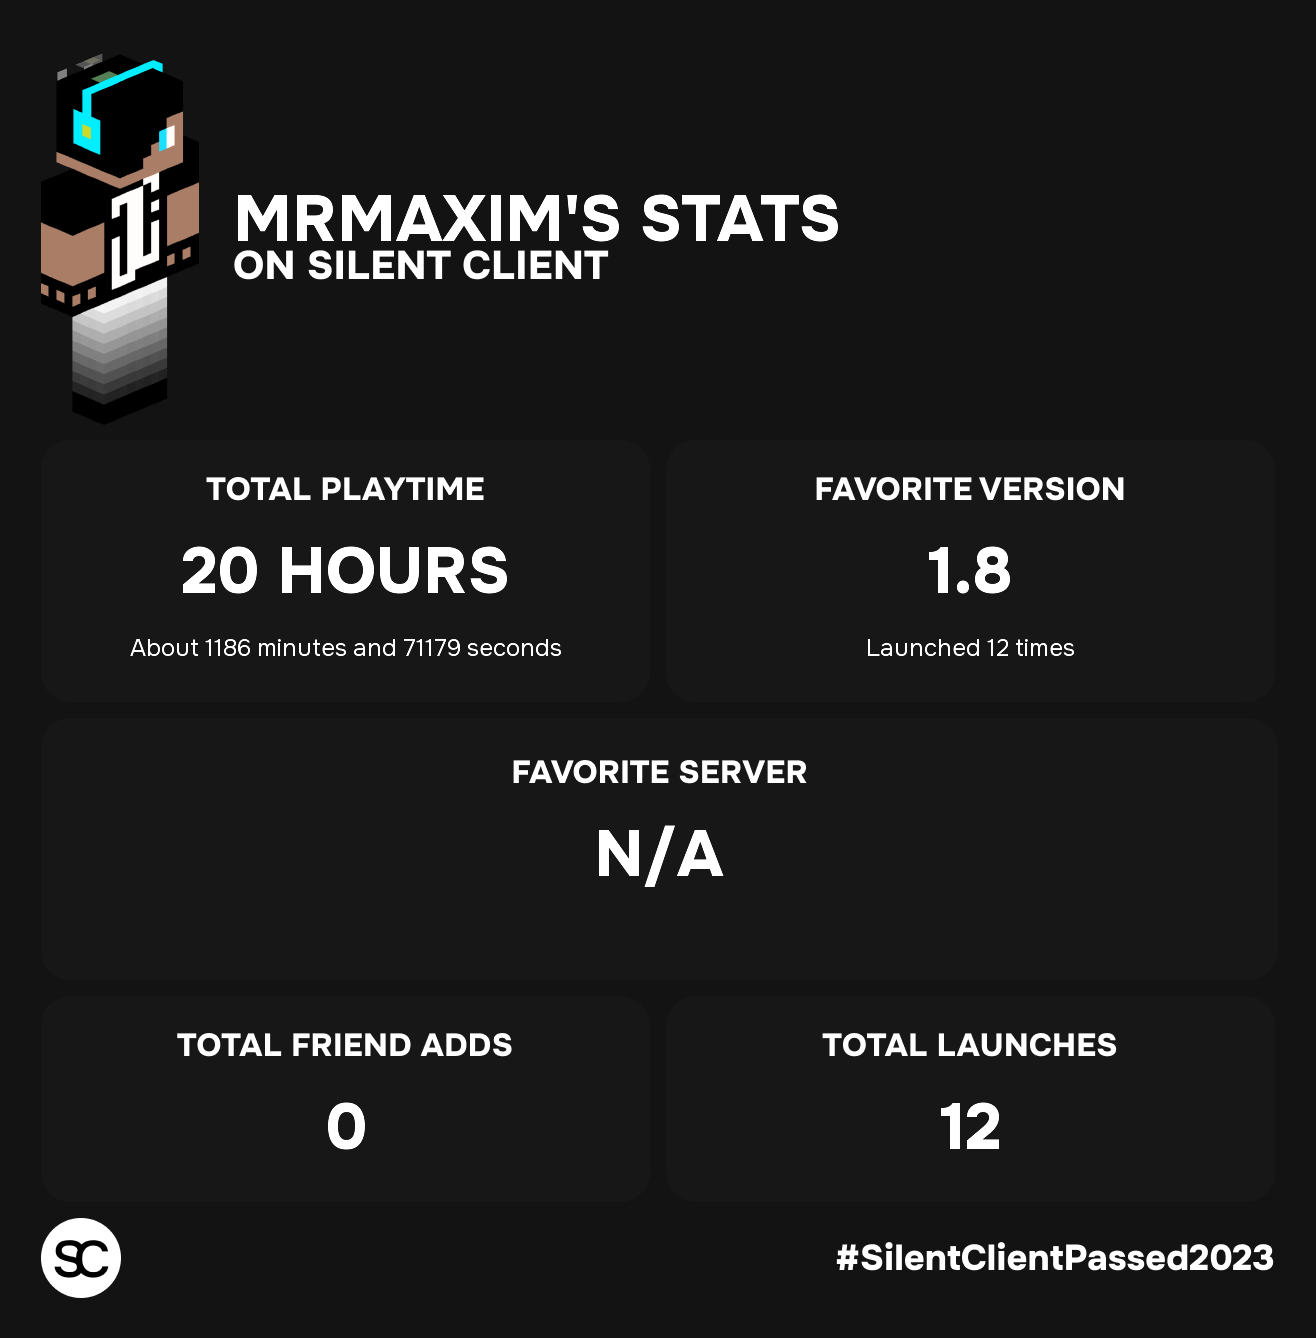 MRMAXIM'S STATS
ON SILENT CLIENT
TOTAL PLAYTIME
20 HOURS
About 1186 minutes and 71179 seconds
FAVORITE VERSION
1.8
Launched 12 times
FAVORITE SERVER
N/A
TOTAL FRIEND ADDS
0
TOTAL LAUNCHES
12
SC
#SilentClientPassed2023